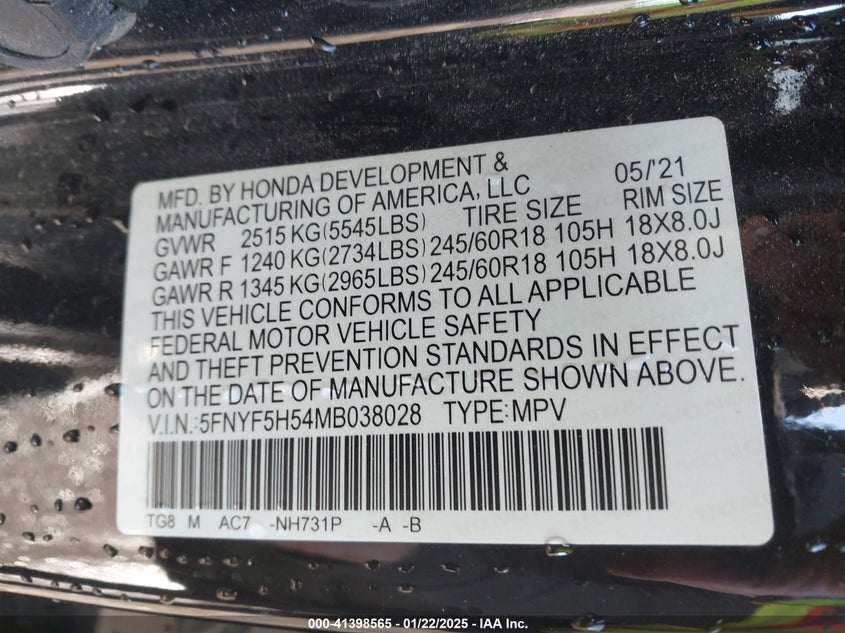 MFD. BY HONDA DEVELOPMENT & 05/'21
MANUFACTURING OF AMERICA, LLC
GVWR 2515 KG(5545LBS) TIRE SIZE RIM SIZE
GAWR F 1240 KG(2734LBS) 245/60R18 105H 18X8.0J
GAWR R 1345 KG(2965LBS) 245/60R18 105H 18X8.0J
THIS VEHICLE CONFORMS TO ALL APPLICABLE
FEDERAL MOTOR VEHICLE SAFETY
AND THEFT PREVENTION STANDARDS IN EFFECT
ON THE DATE OF MANUFACTURE SHOWN ABOVE.
V.I.N.:5FNYF5H54MB038028 TYPE:MPV
TG8 M AC7 -NH731P -A -B
000-41398565 - 01/22/2025 - IAA Inc.